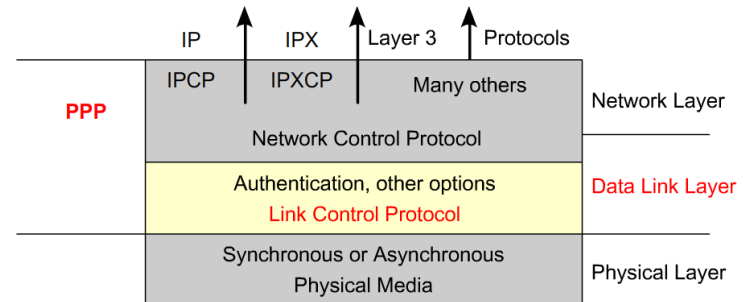 IP IPX Layer 3 Protocols
IPCP IPXCP Many others
PPP
Network Layer
Network Control Protocol
Authentication, other options
Data Link Layer
Link Control Protocol
Synchronous or Asynchronous
Physical Media
Physical Layer